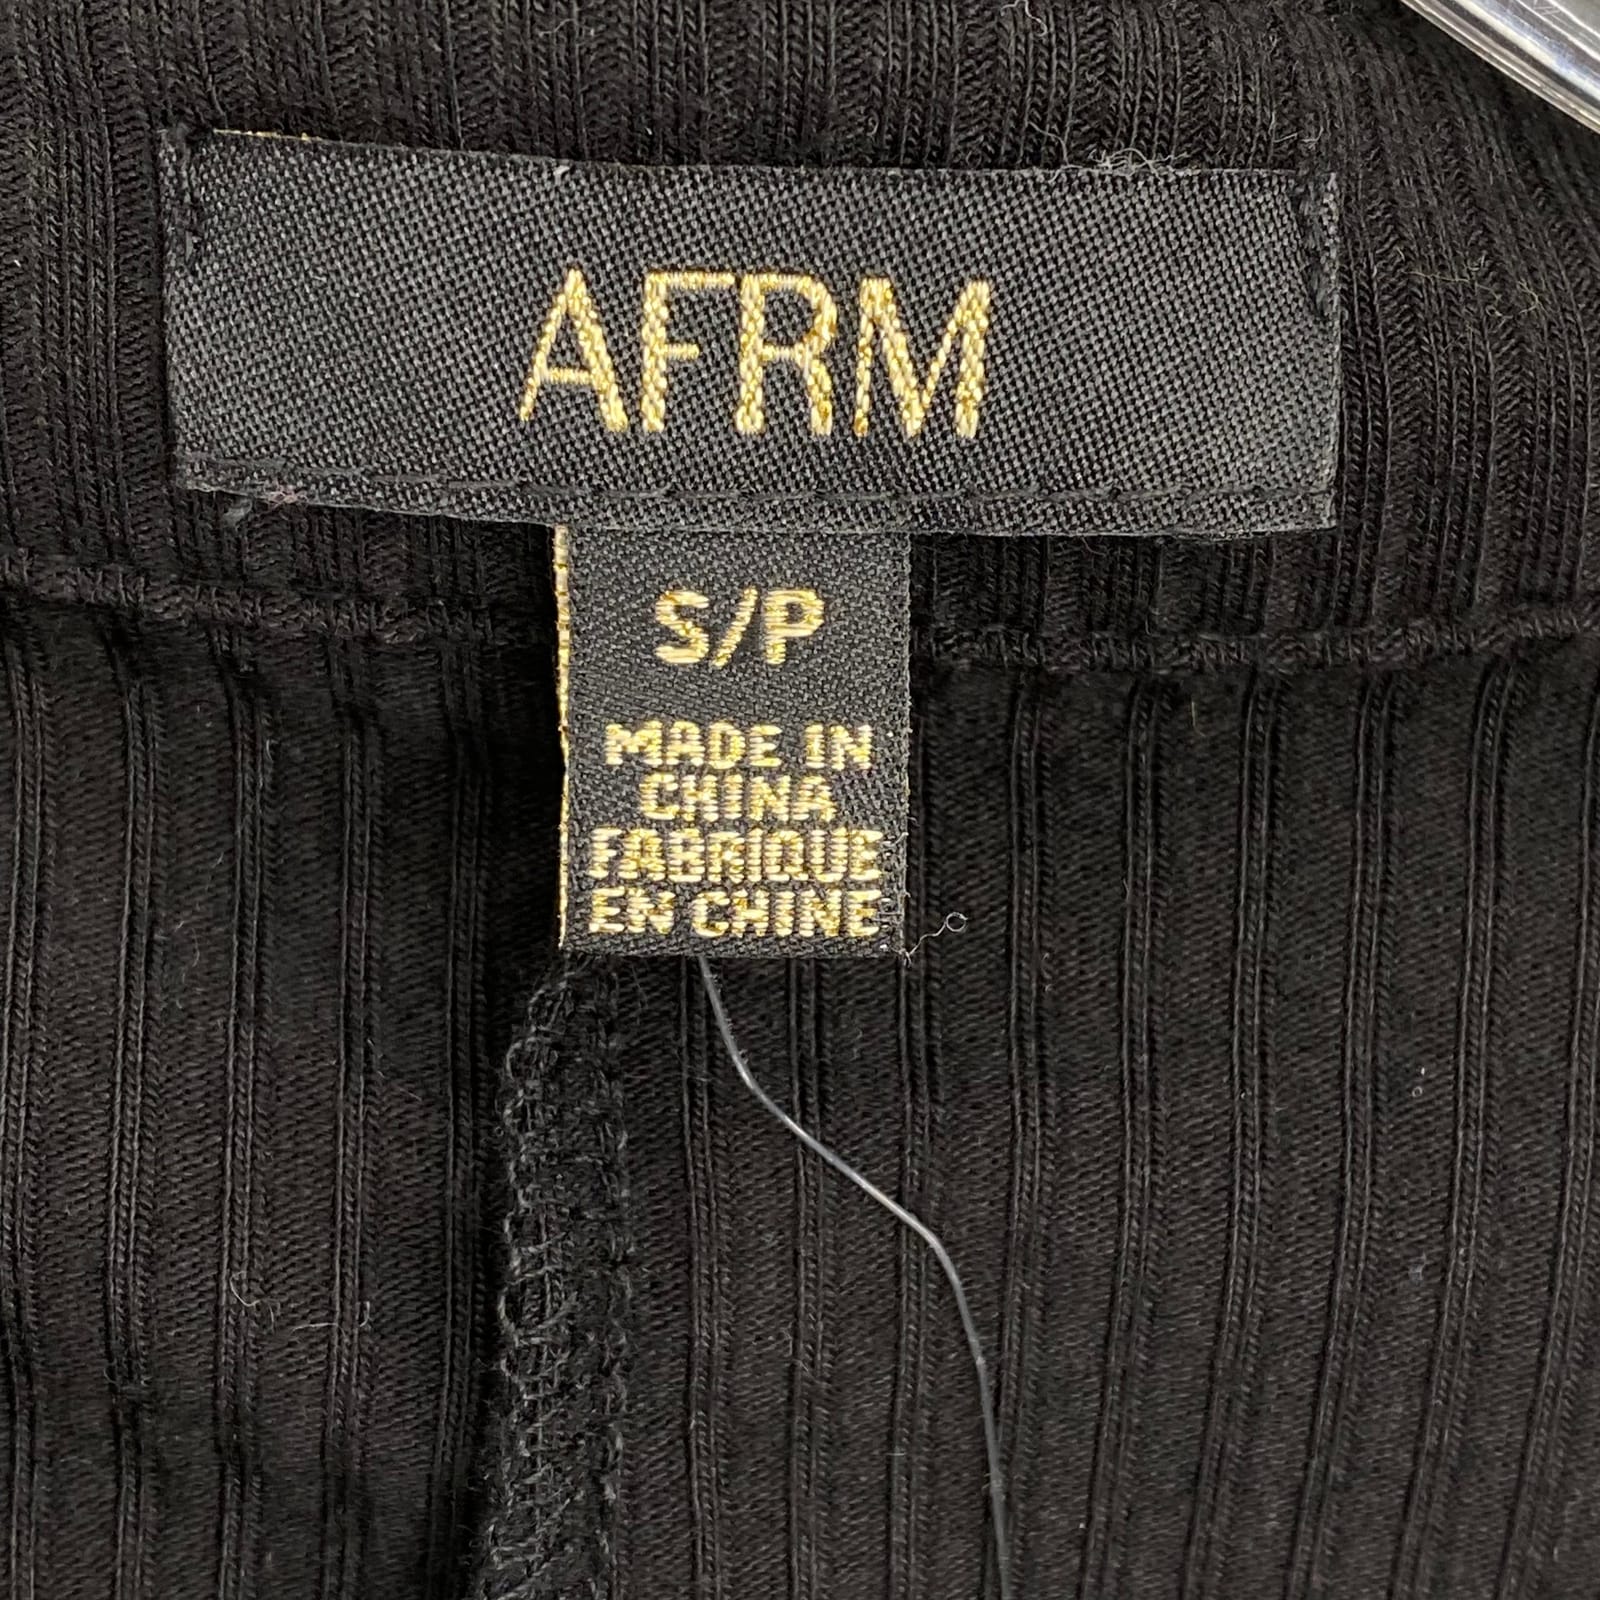 AFRM
S/P
MADE IN
CHINA
FABRIQUE
EN CHINE